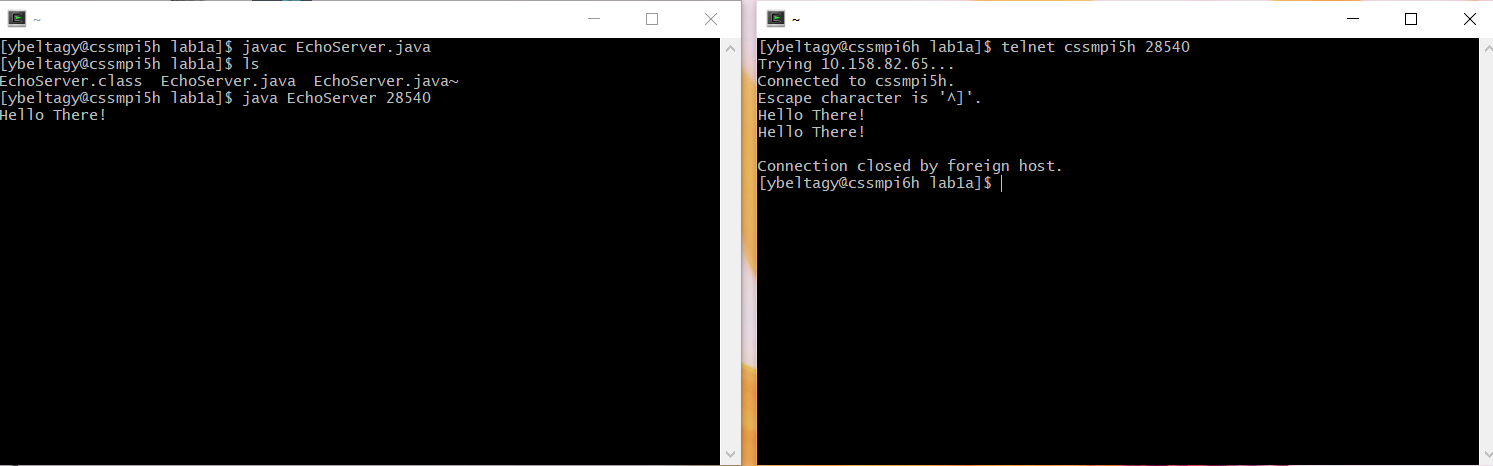 ~
[ybeltagy@cssmpi5h lab1a]$ javac EchoServer.java
[ybeltagy@cssmpi5h lab1a]$ ls
EchoServer.class  EchoServer.java  EchoServer.java~
[ybeltagy@cssmpi5h lab1a]$ java EchoServer 28540
Hello There!
~
[ybeltagy@cssmpi6h lab1a]$ telnet cssmpi5h 28540
Trying 10.158.82.65...
Connected to cssmpi5h.
Escape character is '^]'.
Hello There!
Hello There!
Connection closed by foreign host.
[ybeltagy@cssmpi6h lab1a]$